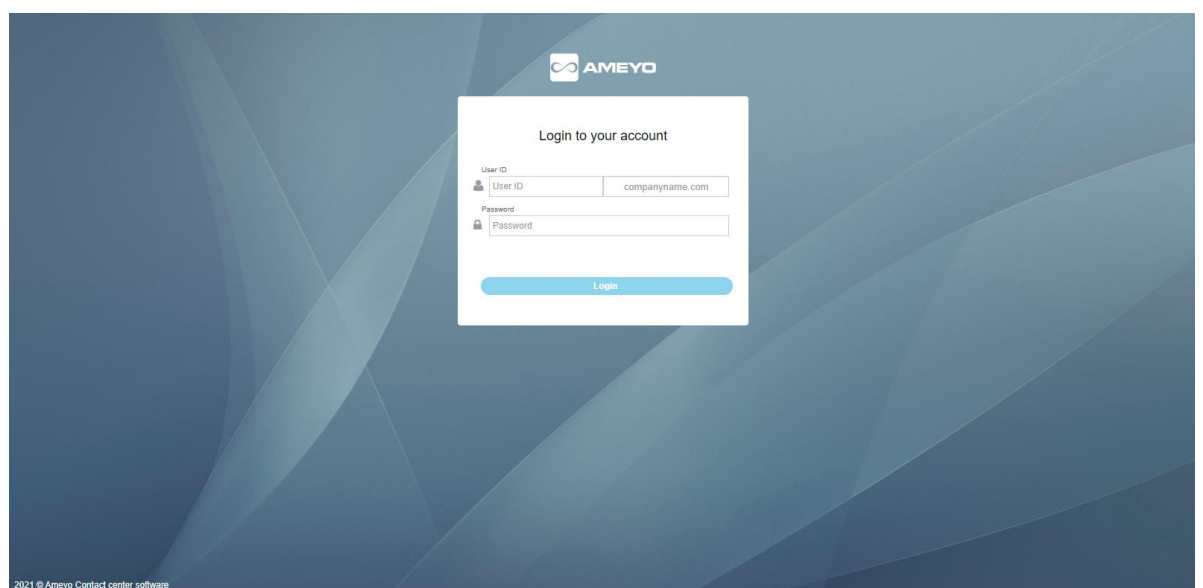 AMEYO
Login to your account
User ID
User ID companyname.com
Password
Password
Login
2021 © Ameyo Contact center software